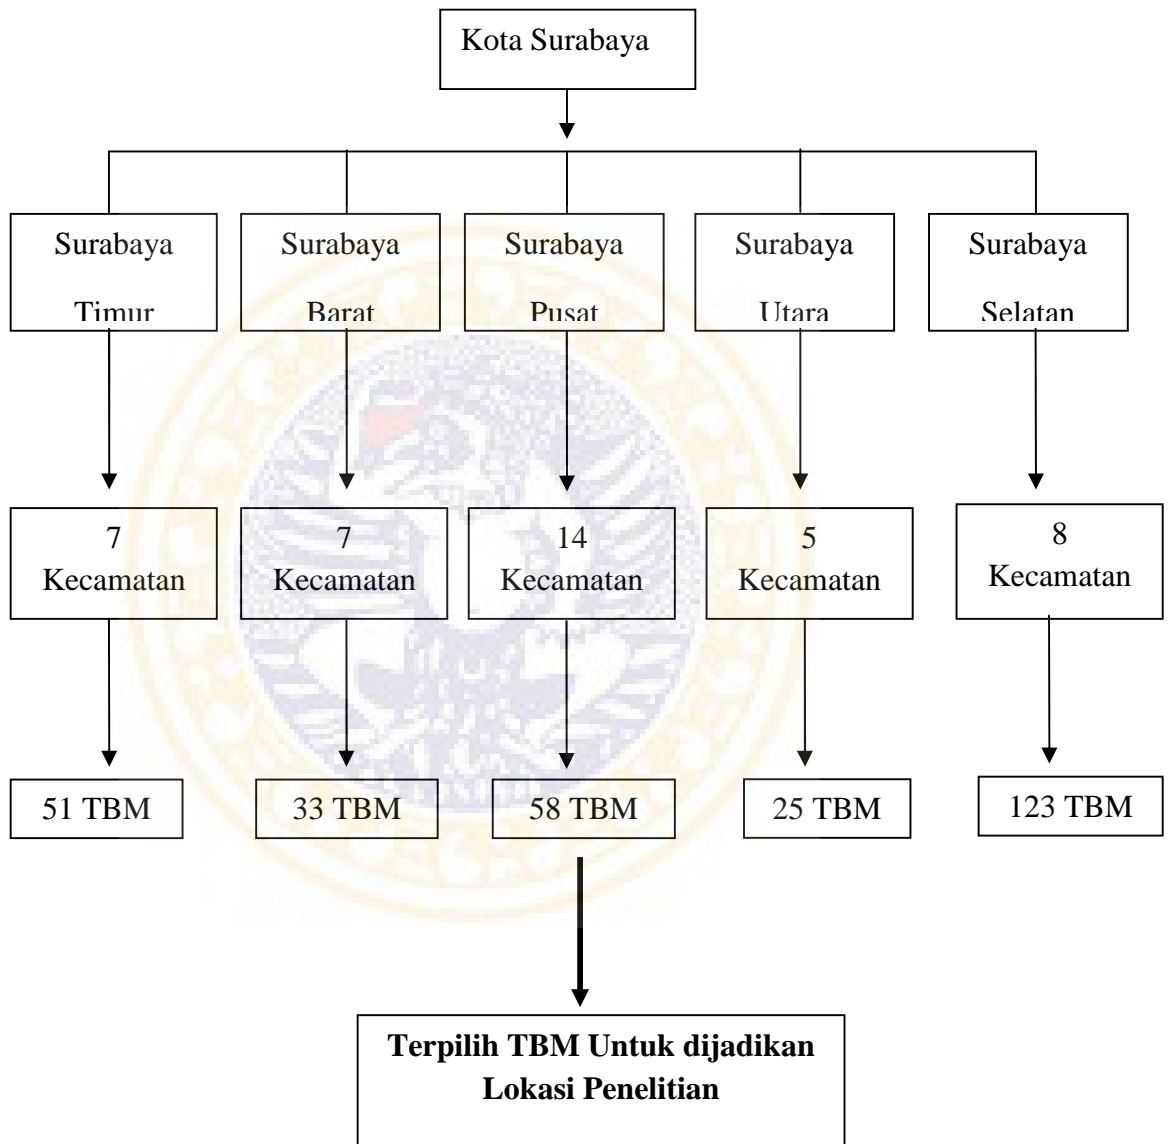 Kota Surabaya
Surabaya
Timur
Surabaya
Barat
Surabaya
Pusat
Surabaya
Utara
Surabaya
Selatan
7
Kecamatan
7
Kecamatan
14
Kecamatan
5
Kecamatan
8
Kecamatan
51 TBM
33 TBM
58 TBM
25 TBM
123 TBM
Terpilih TBM Untuk dijadikan
Lokasi Penelitian